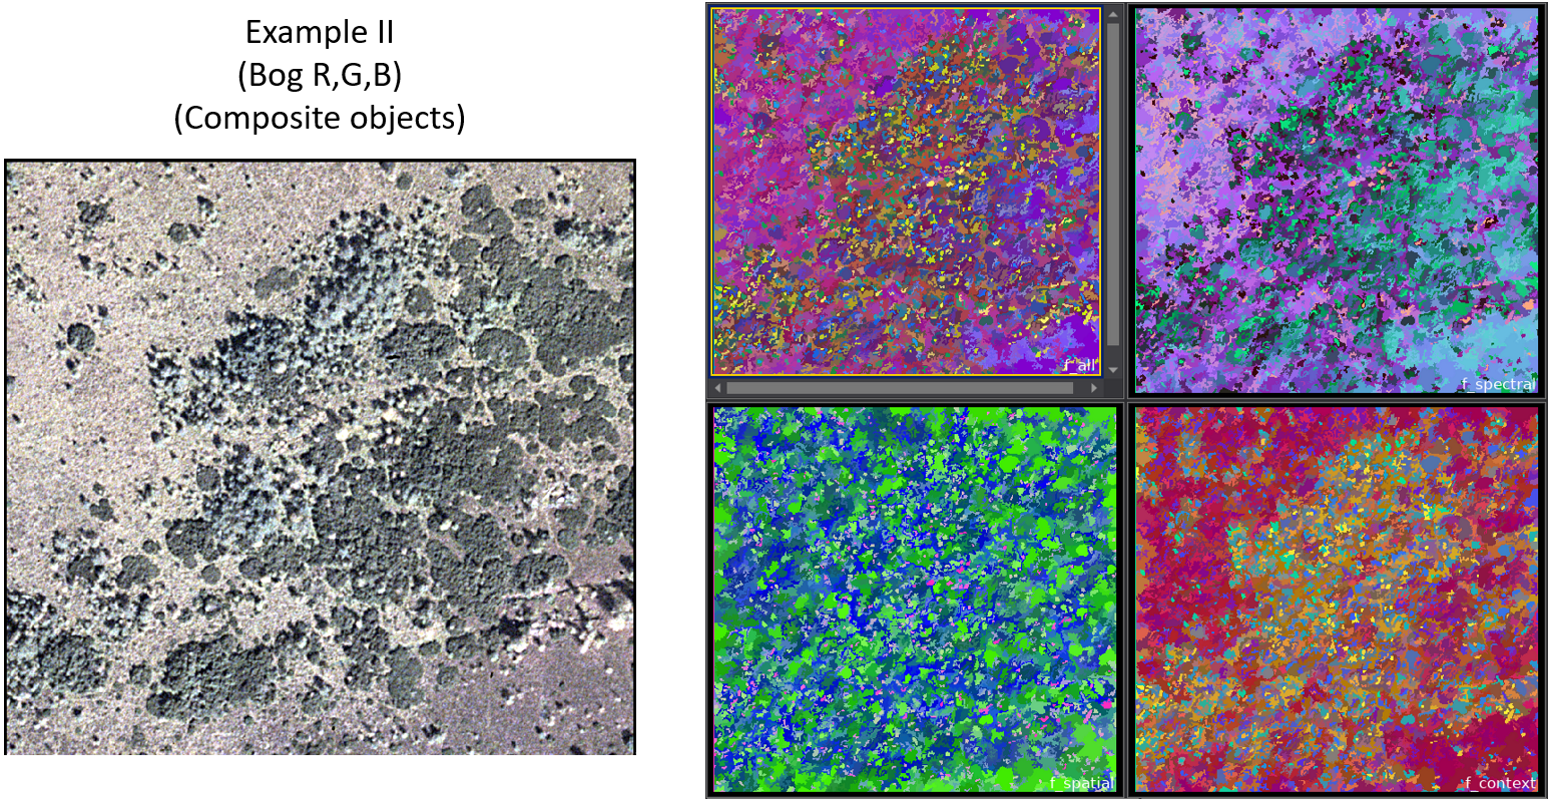 Example II
(Bog R,G,B)
(Composite objects)
f_all
f_spectral
f_spatial
f_context